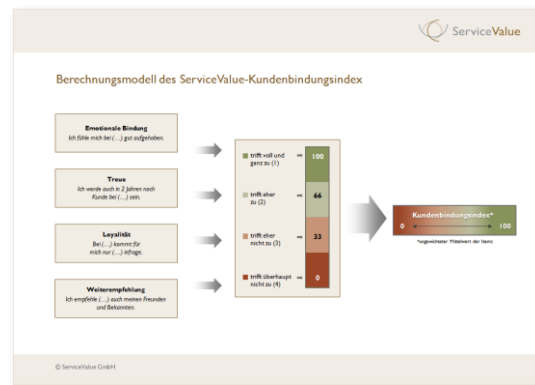 ServiceValue
Berechnungsmodell des ServiceValue-Kundenbindungsindex
Emotionale Bindung
Ich fühle mich bei (...) gut aufgehoben.
Treue
Ich werde auch in 2 Jahren noch
Kunde bei (...) sein.
Loyalität
Bei (...) kommt für
mich nur (...) infrage.
Weiterempfehlung
Ich empfehle (...) auch meinen Freunden
und Bekannten.
trifft voll und
ganz zu (1)
100
trifft eher
zu (2)
66
trifft eher
nicht zu (3)
33
trifft überhaupt
nicht zu (4)
0
Kundenbindungsindex*
0 100
*ungewichteter Mittelwert der Items
© ServiceValue GmbH